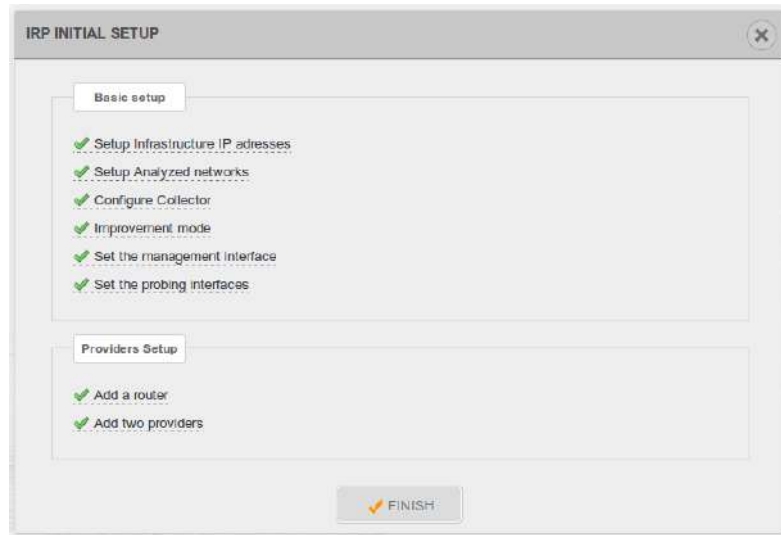 IRP INITIAL SETUP
Basic setup
Setup Infrastructure IP adresses
Setup Analyzed networks
Configure Collector
Improvement mode
Set the management interface
Set the probing interfaces
Providers Setup
Add a router
Add two providers
FINISH